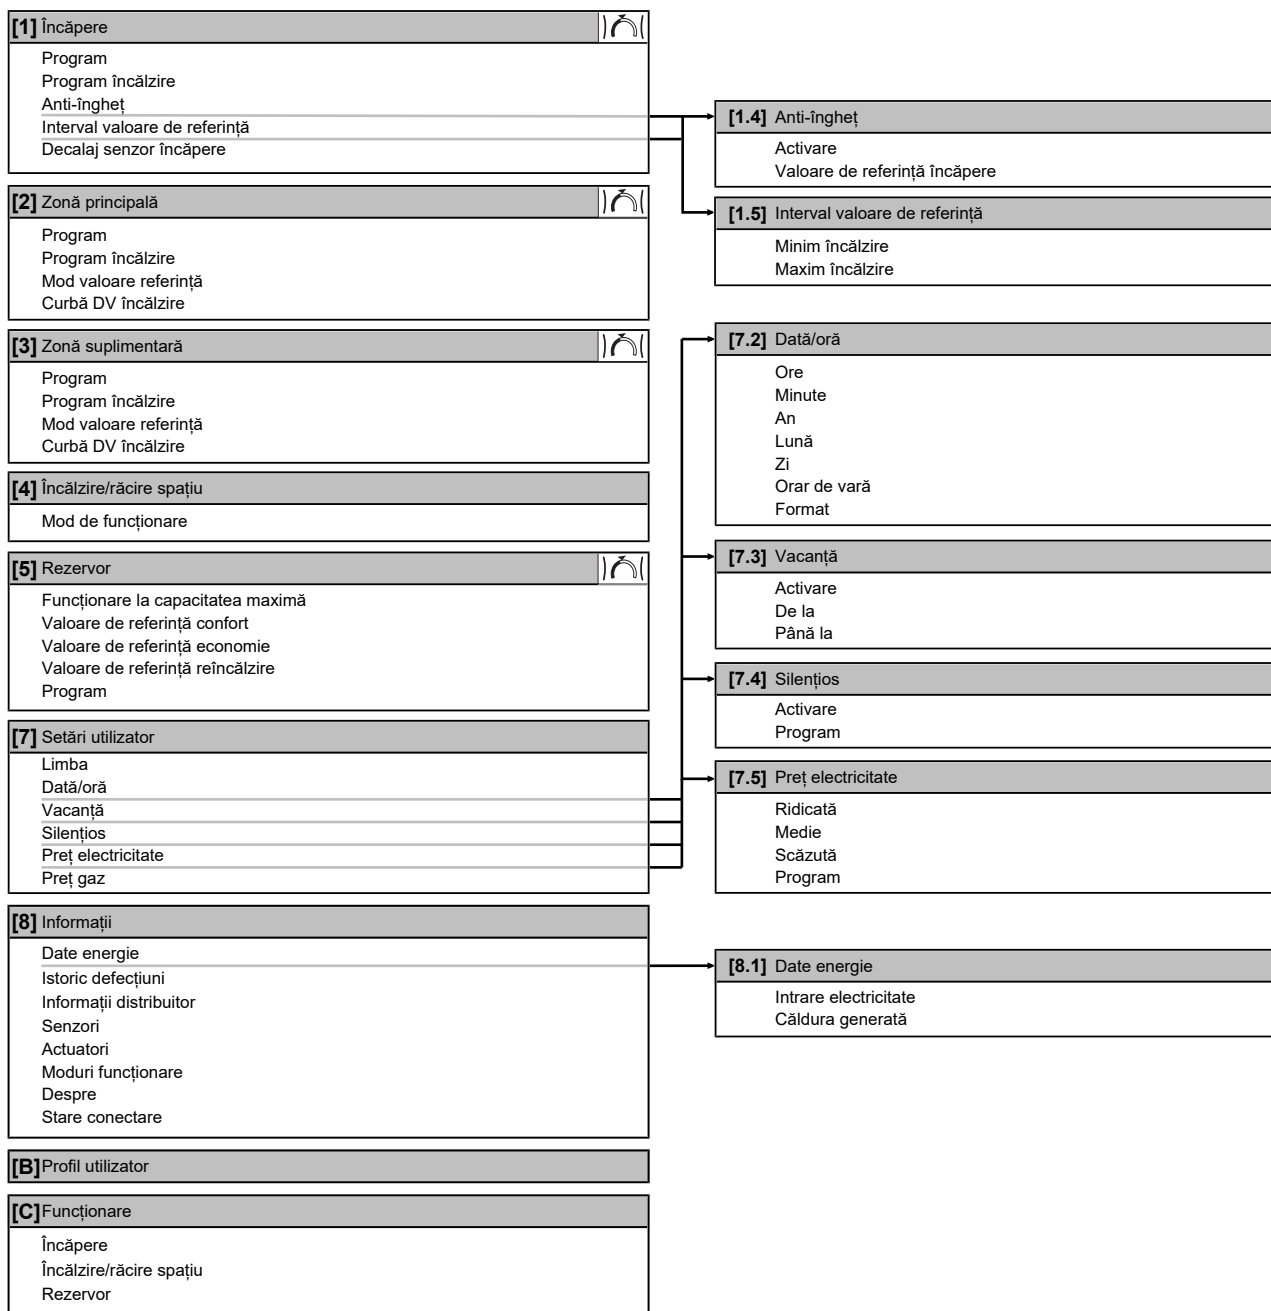 [1] Încăpere
Program
Program încălzire
Anti-îngheț
Interval valoare de referință
Decalaj senzor încăpere
[2] Zonă principală
Program
Program încălzire
Mod valoare referință
Curbă DV încălzire
[3] Zonă suplimentară
Program
Program încălzire
Mod valoare referință
Curbă DV încălzire
[4] Încălzire/răcire spațiu
Mod de funcționare
[5] Rezervor
Funcționare la capacitatea maximă
Valoare de referință confort
Valoare de referință economie
Valoare de referință reîncălzire
Program
[7] Setări utilizator
Limba
Dată/oră
Vacanță
Silențios
Preț electricitate
Preț gaz
[8] Informații
Date energie
Istoric defecțiuni
Informații distribuitor
Senzori
Actuatori
Moduri funcționare
Despre
Stare conectare
[B] Profil utilizator
[C] Funcționare
Încăpere
Încălzire/răcire spațiu
Rezervor
[1.4] Anti-îngheț
Activare
Valoare de referință încăpere
[1.5] Interval valoare de referință
Minim încălzire
Maxim încălzire
[7.2] Dată/oră
Ore
Minute
An
Lună
Zi
Orar de vară
Format
[7.3] Vacanță
Activare
De la
Până la
[7.4] Silențios
Activare
Program
[7.5] Preț electricitate
Ridicată
Medie
Scăzută
Program
[8.1] Date energie
Intrare electricitate
Căldura generată